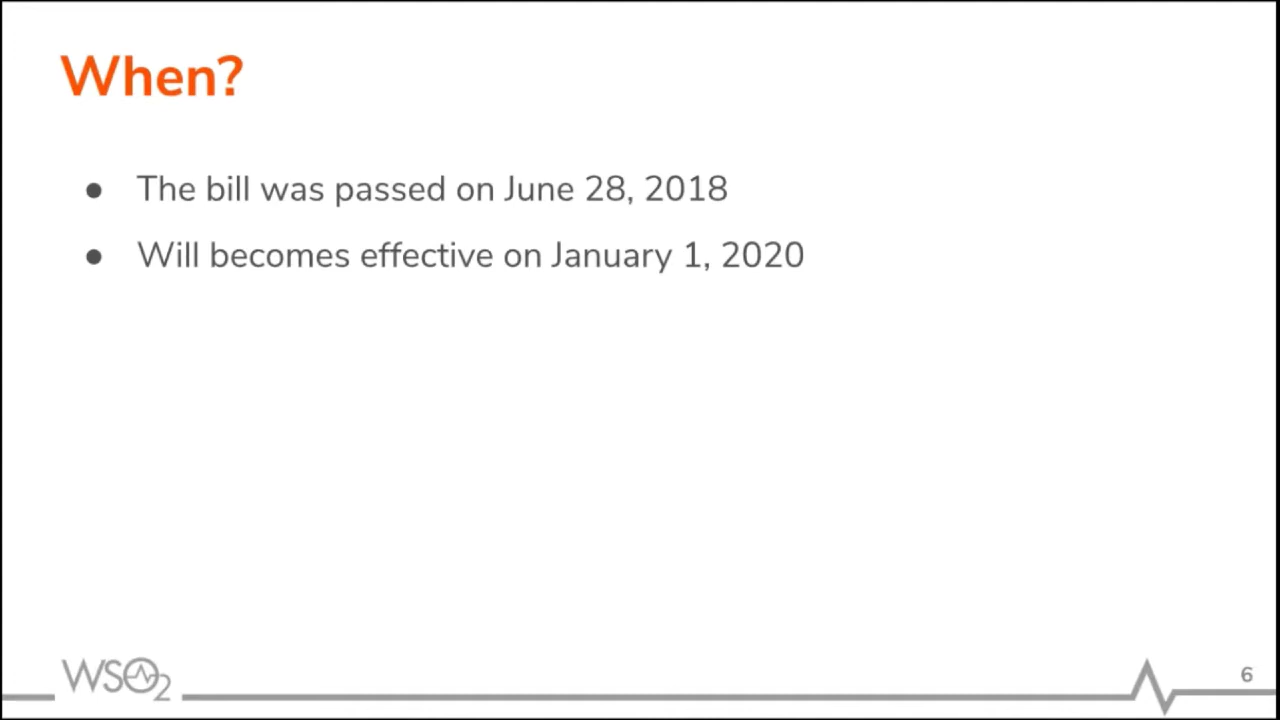 When?
● The bill was passed on June 28, 2018
● Will becomes effective on January 1, 2020
WSO2
6